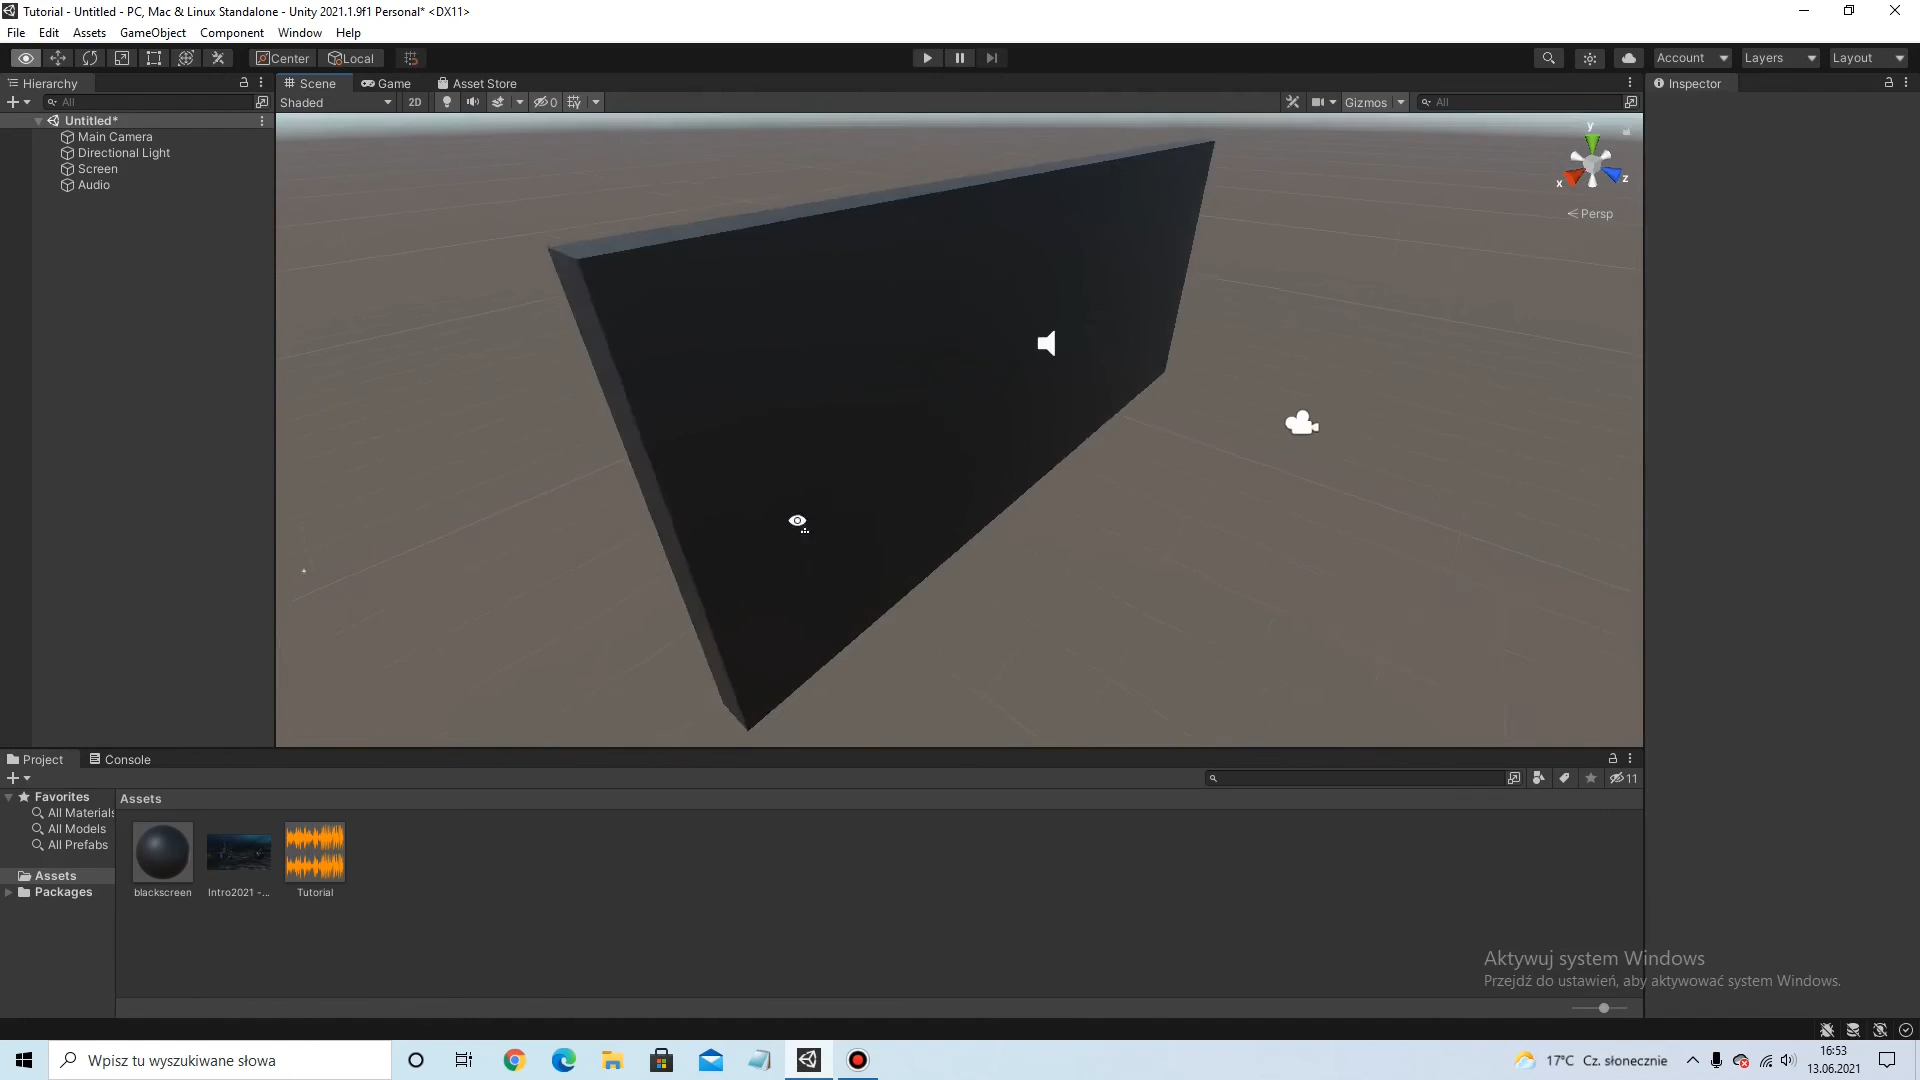 Tutorial - Untitled - PC, Mac & Linux Standalone - Unity 2021.1.9f1 Personal* <DX11>
File Edit Assets GameObject Component Window Help
Center Local Account Layers Layout
Hierarchy Scene Game Asset Store Inspector
All Shaded 2D 0 Gizmos All
Untitled*
Main Camera
Directional Light
Screen
Audio
y
x z
Persp
Project Console
11
Favorites Assets
All Materials
All Models
All Prefabs
Assets
Packages
blackscreen Intro2021 -... Tutorial
Aktywuj system Windows
Przejdź do ustawień, aby aktywować system Windows.
Wpisz tu wyszukiwane słowa
17°C Cz. słonecznie
16:53
13.06.2021